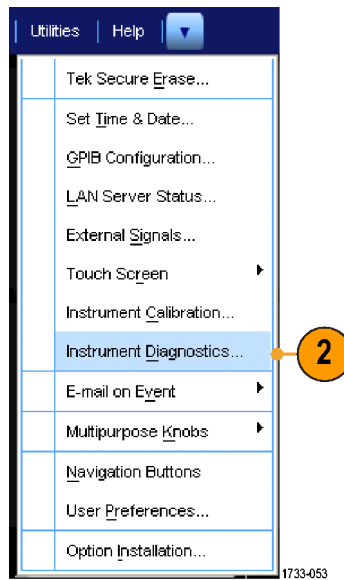 Utilities Help
Tek Secure Erase...
Set Time & Date...
GPIB Configuration...
LAN Server Status...
External Signals...
Touch Screen
Instrument Calibration...
Instrument Diagnostics...
2
E-mail on Event
Multipurpose Knobs
Navigation Buttons
User Preferences...
Option Installation...
1733-053